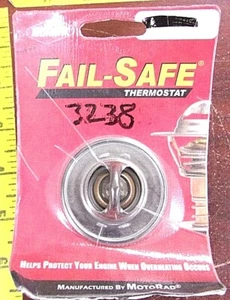 FAIL-SAFE®
THERMOSTAT
3238
HELPS PROTECT YOUR ENGINE WHEN OVERHEATING OCCURS
MANUFACTURED BY MOTORAD®